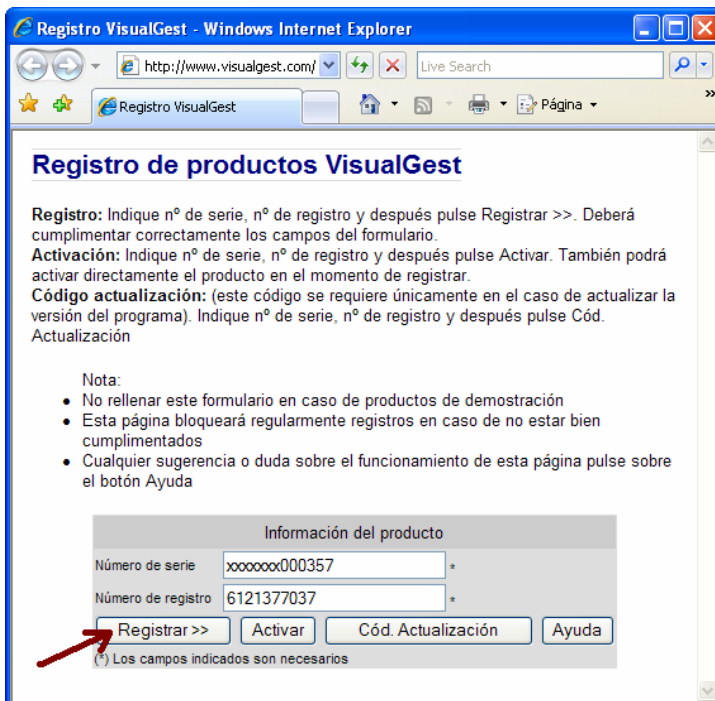 Registro VisualGest - Windows Internet Explorer
http://www.visualgest.com/
Live Search
Registro VisualGest
Página
»
Registro de productos VisualGest
Registro: Indique nº de serie, nº de registro y después pulse Registrar >>. Deberá
cumplimentar correctamente los campos del formulario.
Activación: Indique nº de serie, nº de registro y después pulse Activar. También podrá
activar directamente el producto en el momento de registrar.
Código actualización: (este código se requiere únicamente en el caso de actualizar la
versión del programa). Indique nº de serie, nº de registro y después pulse Cód.
Actualización
Nota:
• No rellenar este formulario en caso de productos de demostración
• Esta página bloqueará regularmente registros en caso de no estar bien
cumplimentados
• Cualquier sugerencia o duda sobre el funcionamiento de esta página pulse sobre
el botón Ayuda
Información del producto
Número de serie xxxxxxx000357 *
Número de registro 6121377037 *
Registrar >> Activar Cód. Actualización Ayuda
(*) Los campos indicados son necesarios